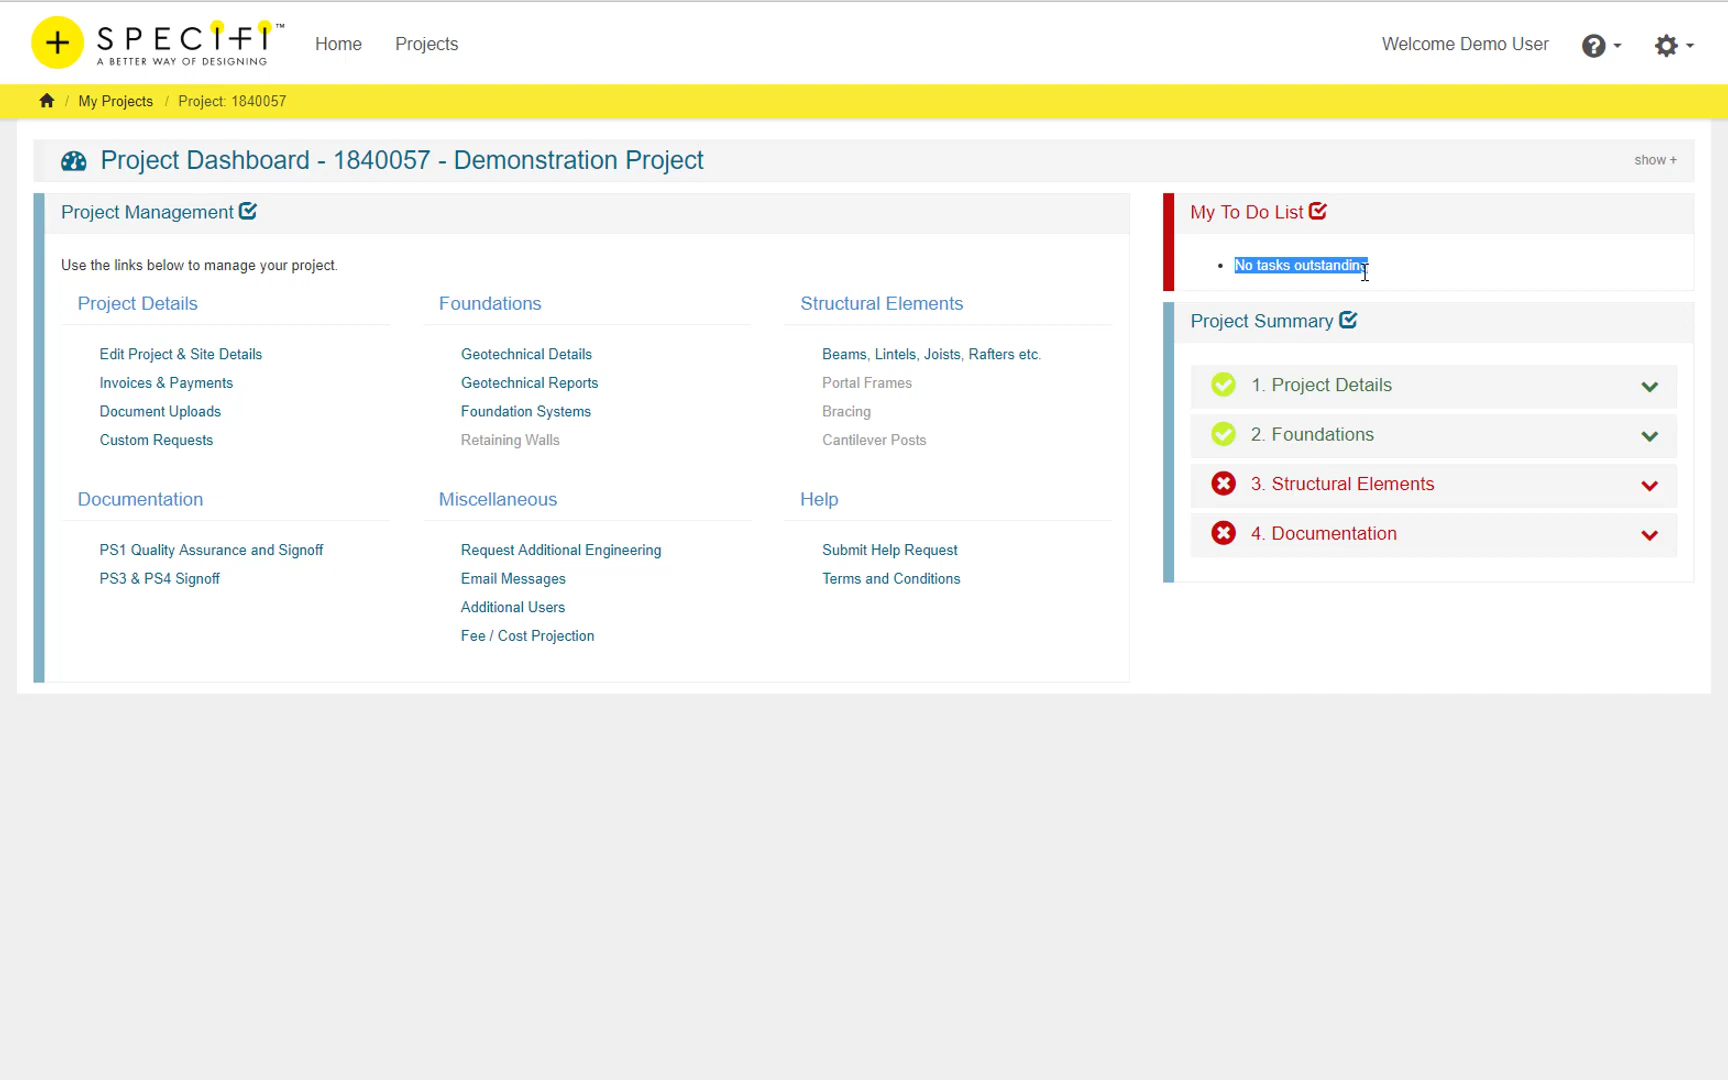 + SPECIFI™
A BETTER WAY OF DESIGNING
Home Projects
Welcome Demo User
/ My Projects / Project: 1840057
Project Dashboard - 1840057 - Demonstration Project
show +
Project Management
Use the links below to manage your project.
Project Details
Edit Project & Site Details
Invoices & Payments
Document Uploads
Custom Requests
Foundations
Geotechnical Details
Geotechnical Reports
Foundation Systems
Retaining Walls
Structural Elements
Beams, Lintels, Joists, Rafters etc.
Portal Frames
Bracing
Cantilever Posts
Documentation
PS1 Quality Assurance and Signoff
PS3 & PS4 Signoff
Miscellaneous
Request Additional Engineering
Email Messages
Additional Users
Fee / Cost Projection
Help
Submit Help Request
Terms and Conditions
My To Do List
• No tasks outstanding
Project Summary
1. Project Details
2. Foundations
3. Structural Elements
4. Documentation